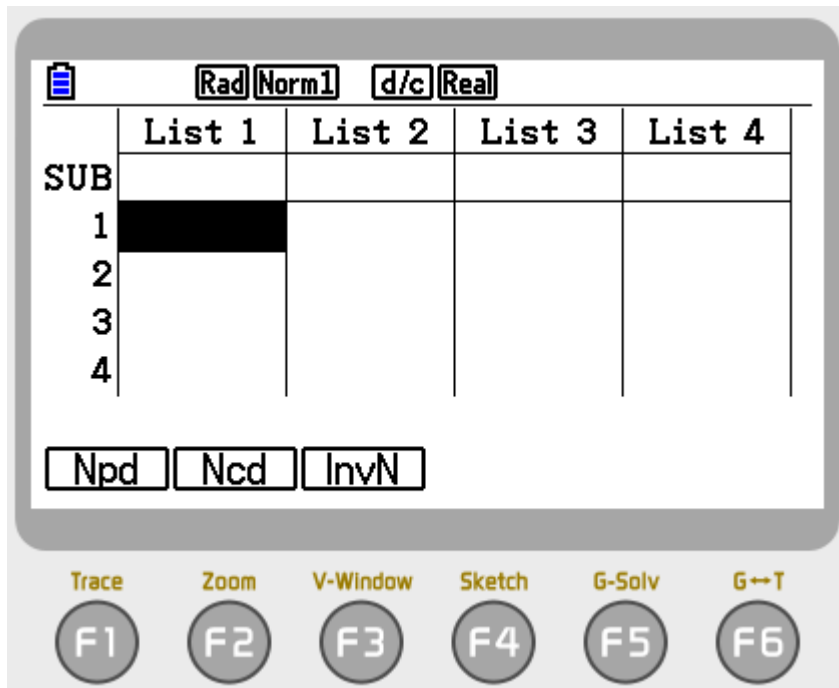 Rad Norm1 d/c Real
List 1 List 2 List 3 List 4
SUB
1
2
3
4
Npd Ncd InvN
Trace Zoom V-Window Sketch G-Solv G↔T
F1 F2 F3 F4 F5 F6